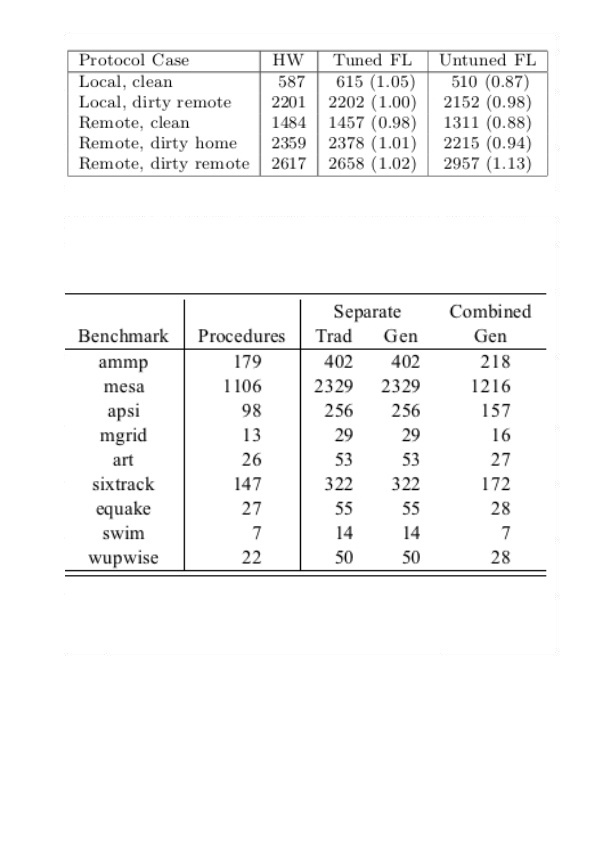 Protocol Case HW Tuned FL Untuned FL
Local, clean 587 615 (1.05) 510 (0.87)
Local, dirty remote 2201 2202 (1.00) 2152 (0.98)
Remote, clean 1484 1457 (0.98) 1311 (0.88)
Remote, dirty home 2359 2378 (1.01) 2215 (0.94)
Remote, dirty remote 2617 2658 (1.02) 2957 (1.13)
Separate Combined
Benchmark Procedures Trad Gen Gen
ammp 179 402 402 218
mesa 1106 2329 2329 1216
apsi 98 256 256 157
mgrid 13 29 29 16
art 26 53 53 27
sixtrack 147 322 322 172
equake 27 55 55 28
swim 7 14 14 7
wupwise 22 50 50 28